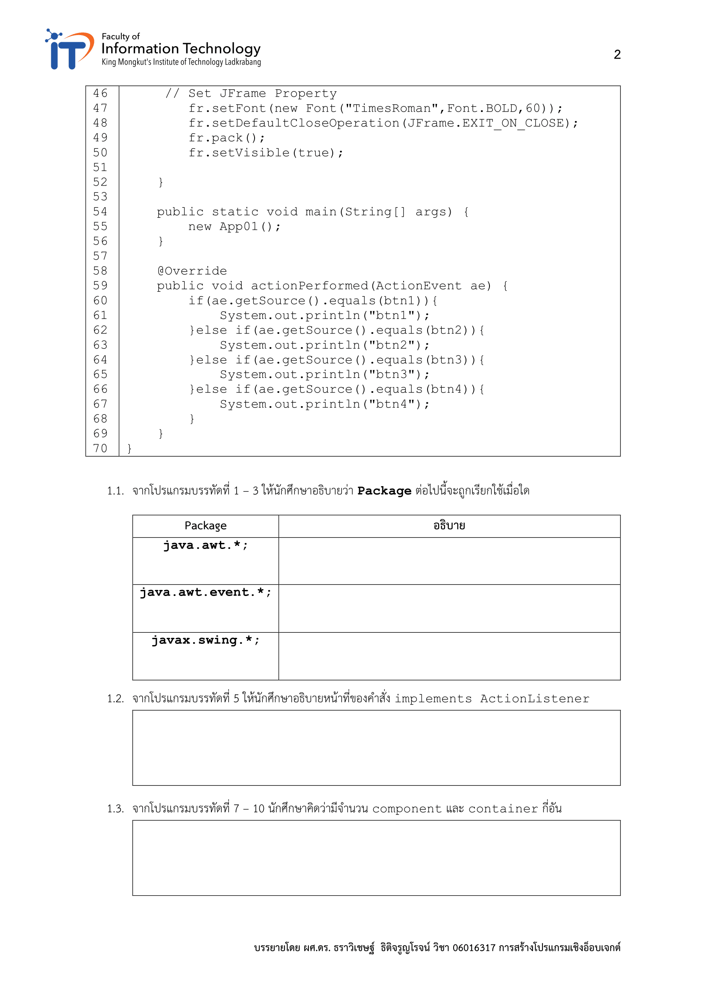 iT
Faculty of
Information Technology
King Mongkut's Institute of Technology Ladkrabang
2
46 // Set JFrame Property
47 fr.setFont(new Font("TimesRoman",Font.BOLD,60));
48 fr.setDefaultCloseOperation(JFrame.EXIT_ON_CLOSE);
49 fr.pack();
50 fr.setVisible(true);
51
52 }
53
54 public static void main(String[] args) {
55 new App01();
56 }
57
58 @Override
59 public void actionPerformed(ActionEvent ae) {
60 if(ae.getSource().equals(btn1)){
61 System.out.println("btn1");
62 }else if(ae.getSource().equals(btn2)){
63 System.out.println("btn2");
64 }else if(ae.getSource().equals(btn3)){
65 System.out.println("btn3");
66 }else if(ae.getSource().equals(btn4)){
67 System.out.println("btn4");
68 }
69 }
70 }
1.1. จากโปรแกรมบรรทัดที่ 1 – 3 ให้นักศึกษาอธิบายว่า Package ต่อไปนี้จะถูกเรียกใช้เมื่อใด
Package อธิบาย
java.awt.*;
java.awt.event.*;
javax.swing.*;
1.2. จากโปรแกรมบรรทัดที่ 5 ให้นักศึกษาอธิบายหน้าที่ของคำสั่ง implements ActionListener
1.3. จากโปรแกรมบรรทัดที่ 7 – 10 นักศึกษาคิดว่ามีจำนวน component และ container กี่อัน
บรรยายโดย ผศ.ดร. ธราวิเชษฐ์ ธิติจรูญโรจน์ วิชา 06016317 การสร้างโปรแกรมเชิงอ็อบเจกต์